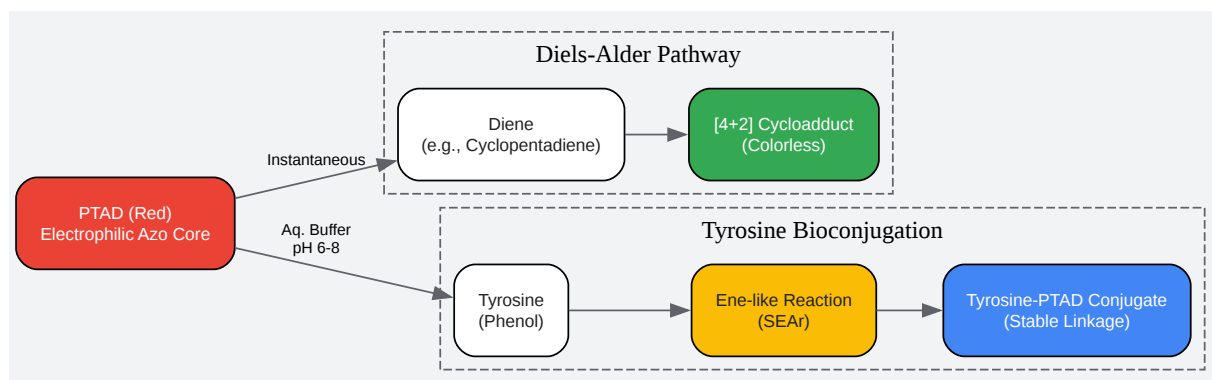 Diels-Alder Pathway
Diene
(e.g., Cyclopentadiene)
[4+2] Cycloadduct
(Colorless)
Instantaneous
PTAD (Red)
Electrophilic Azo Core
Aq. Buffer
pH 6-8
Tyrosine Bioconjugation
Tyrosine
(Phenol)
Ene-like Reaction
(SEAr)
Tyrosine-PTAD Conjugate
(Stable Linkage)